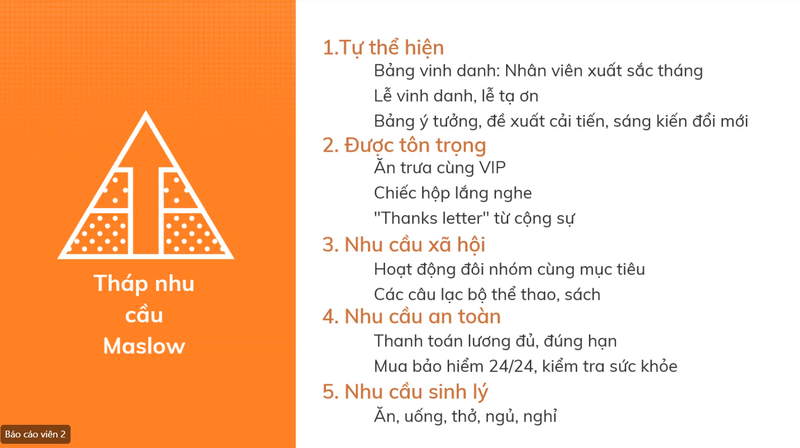 Tháp nhu
cầu
Maslow
Báo cáo viên 2
1.Tự thể hiện
Bảng vinh danh: Nhân viên xuất sắc tháng
Lễ vinh danh, lễ tạ ơn
Bảng ý tưởng, đề xuất cải tiến, sáng kiến đổi mới
2. Được tôn trọng
Ăn trưa cùng VIP
Chiếc hộp lắng nghe
"Thanks letter" từ cộng sự
3. Nhu cầu xã hội
Hoạt động đôi nhóm cùng mục tiêu
Các câu lạc bộ thể thao, sách
4. Nhu cầu an toàn
Thanh toán lương đủ, đúng hạn
Mua bảo hiểm 24/24, kiểm tra sức khỏe
5. Nhu cầu sinh lý
Ăn, uống, thở, ngủ, nghỉ